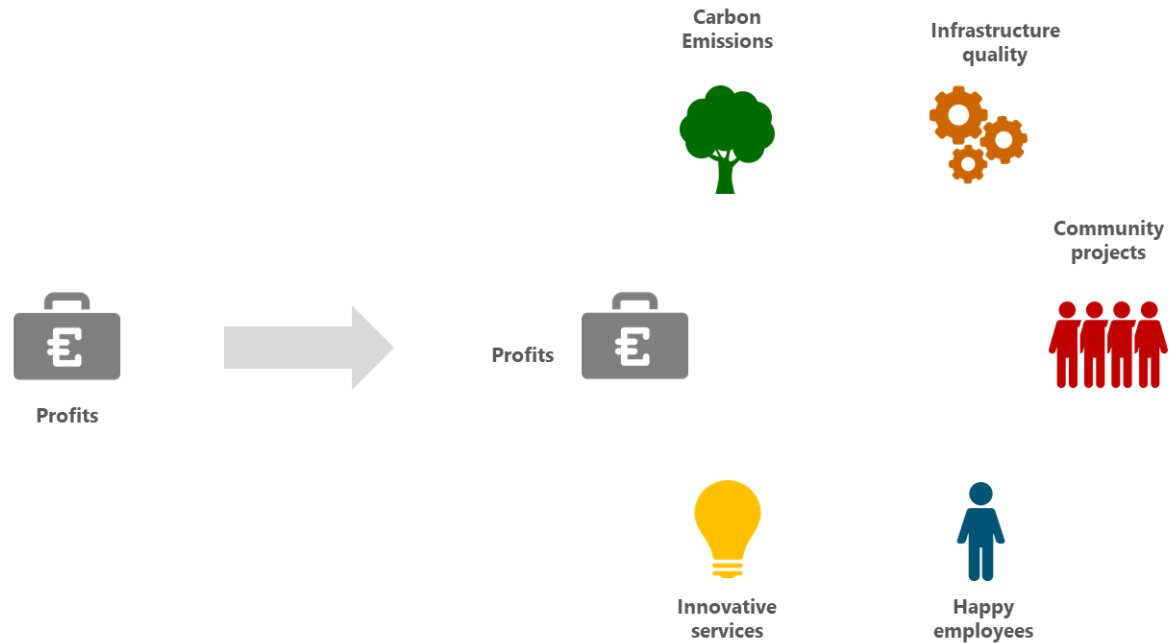 Carbon
Emissions
Infrastructure
quality
Community
projects
€
Profits
Profits
€
Innovative
services
Happy
employees